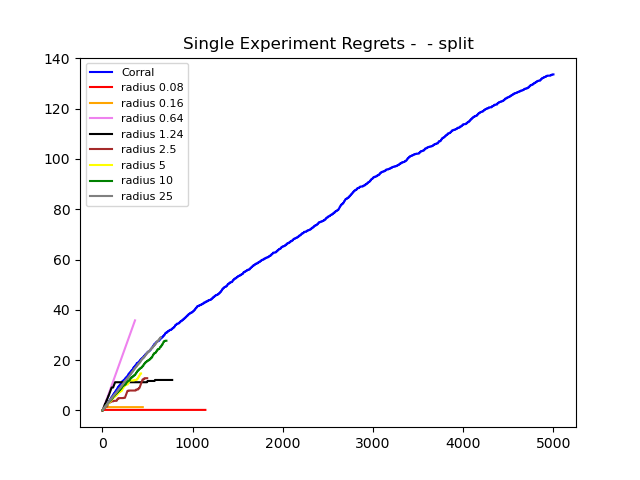 Single Experiment Regrets -  - split
140
120
100
80
60
40
20
0
Corral
radius 0.08
radius 0.16
radius 0.64
radius 1.24
radius 2.5
radius 5
radius 10
radius 25
0 1000 2000 3000 4000 5000